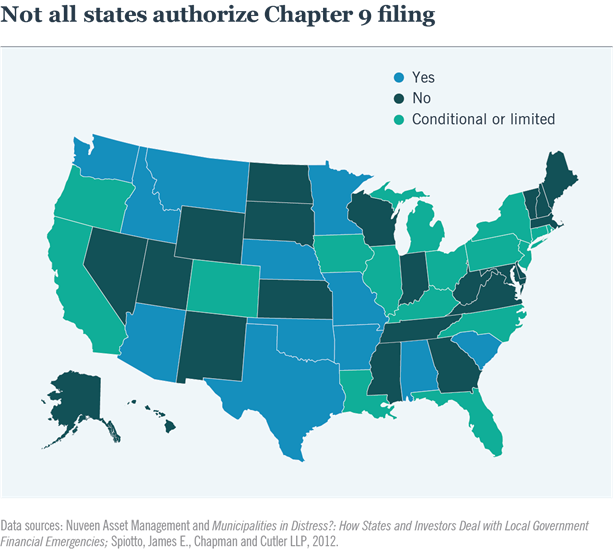 Not all states authorize Chapter 9 filing
Yes
No
Conditional or limited
Data sources: Nuveen Asset Management and Municipalities in Distress?: How States and Investors Deal with Local Government
Financial Emergencies; Spiotto, James E., Chapman and Cutler LLP, 2012.